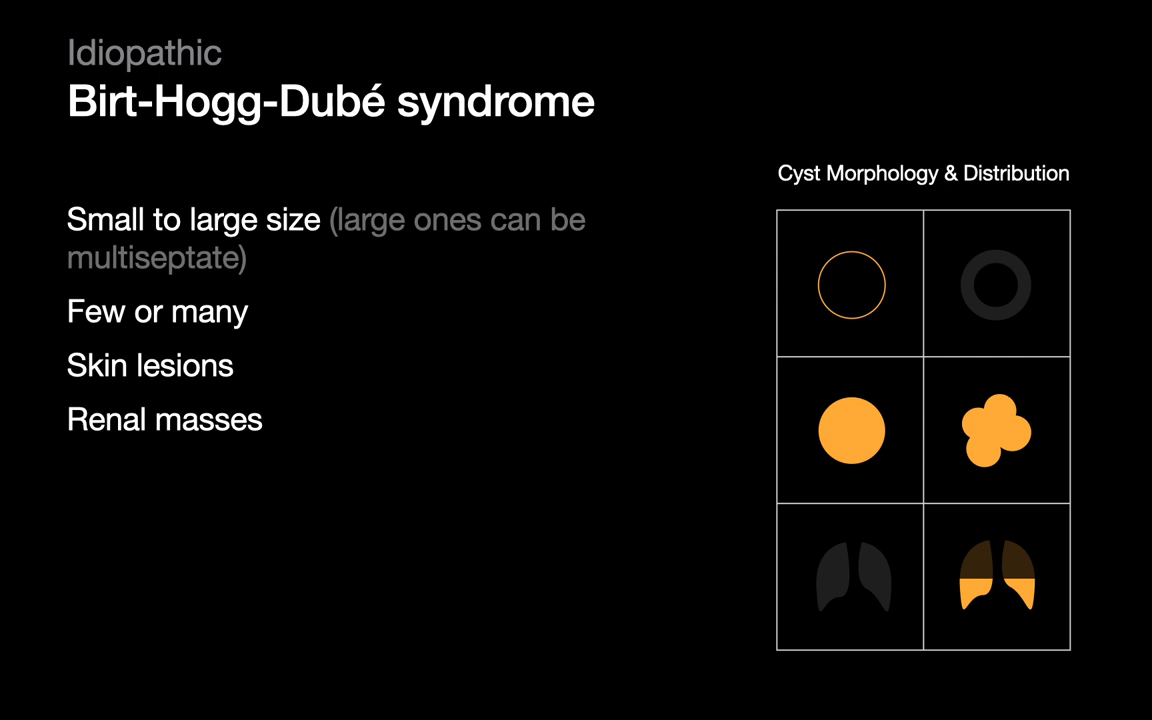 Idiopathic
Birt-Hogg-Dubé syndrome
Cyst Morphology & Distribution
Small to large size (large ones can be
multiseptate)
Few or many
Skin lesions
Renal masses